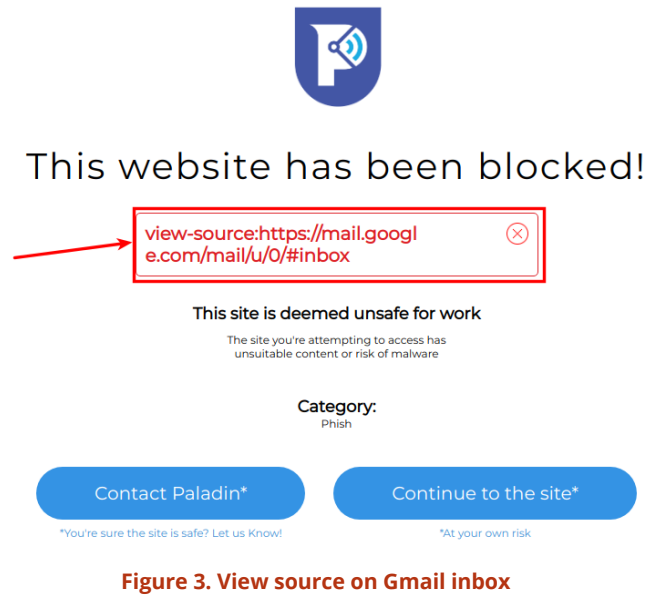 This website has been blocked!
view-source:https://mail.googl
e.com/mail/u/0/#inbox
This site is deemed unsafe for work
The site you're attempting to access has
unsuitable content or risk of malware
Category:
Phish
Contact Paladin*
Continue to the site*
*You're sure the site is safe? Let us Know!
*At your own risk
Figure 3. View source on Gmail inbox